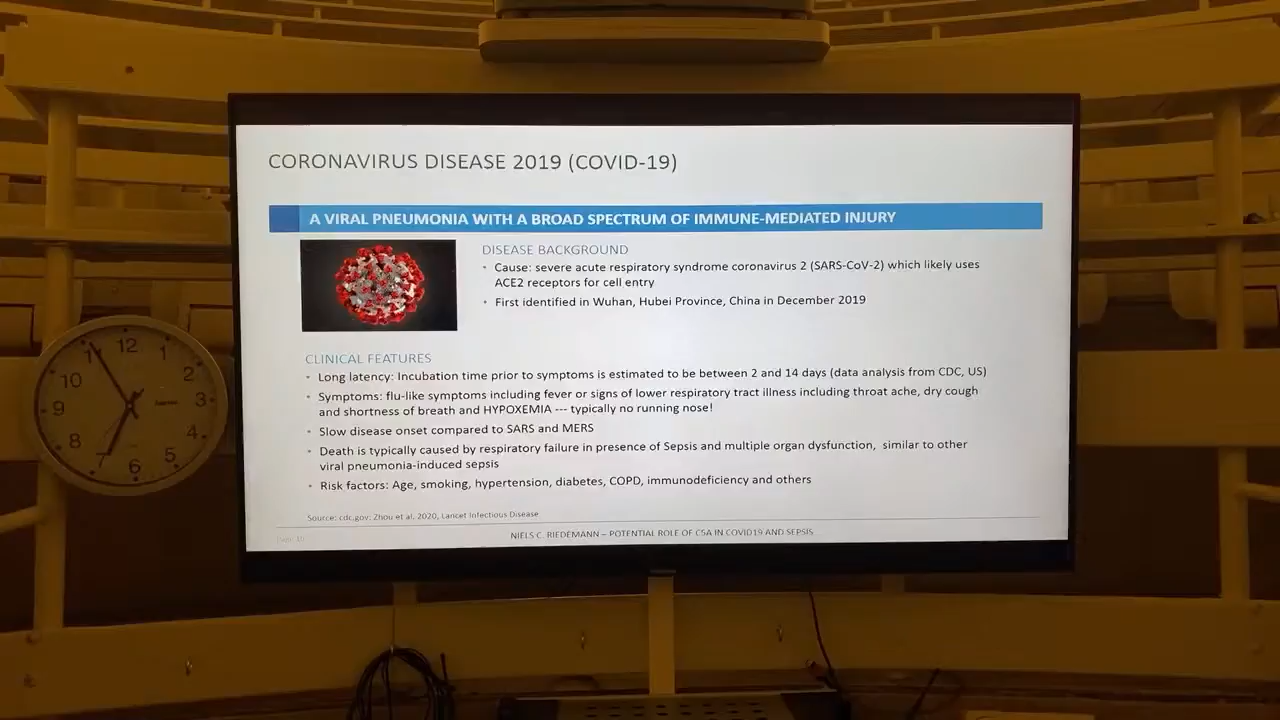 CORONAVIRUS DISEASE 2019 (COVID-19)
A VIRAL PNEUMONIA WITH A BROAD SPECTRUM OF IMMUNE-MEDIATED INJURY
DISEASE BACKGROUND
• Cause: severe acute respiratory syndrome coronavirus 2 (SARS-CoV-2) which likely uses
ACE2 receptors for cell entry
• First identified in Wuhan, Hubei Province, China in December 2019
CLINICAL FEATURES
• Long latency: Incubation time prior to symptoms is estimated to be between 2 and 14 days (data analysis from CDC, US)
• Symptoms: flu-like symptoms including fever or signs of lower respiratory tract illness including throat ache, dry cough
and shortness of breath and HYPOXEMIA --- typically no running nose!
• Slow disease onset compared to SARS and MERS
• Death is typically caused by respiratory failure in presence of Sepsis and multiple organ dysfunction, similar to other
viral pneumonia-induced sepsis
• Risk factors: Age, smoking, hypertension, diabetes, COPD, immunodeficiency and others
Source: cdc.gov; Zhou et al. 2020, Lancet Infectious Disease
NIELS C. RIEDEMANN – POTENTIAL ROLE OF C5A IN COVID19 AND SEPSIS
12
11 1
10 2
9 3
8 4
5
6